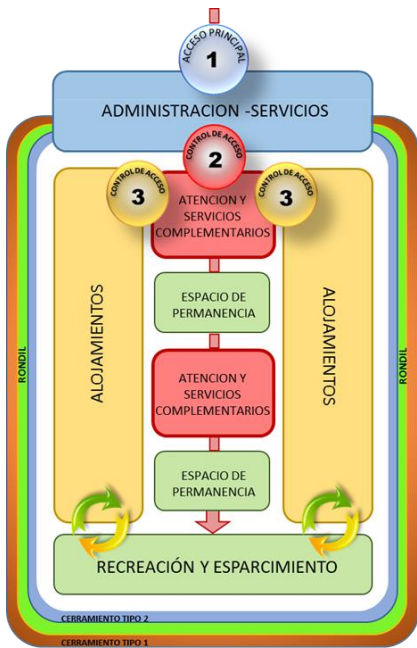 ACCESO PRINCIPAL
1
ADMINISTRACION -SERVICIOS
CONTROL DE ACCESO
2
CONTROL DE ACCESO
3
CONTROL DE ACCESO
3
ATENCION Y
SERVICIOS
COMPLEMENTARIOS
ESPACIO DE
PERMANENCIA
ALOJAMIENTOS
ALOJAMIENTOS
RONDIL
RONDIL
ATENCION Y
SERVICIOS
COMPLEMENTARIOS
ESPACIO DE
PERMANENCIA
RECREACIÓN Y ESPARCIMIENTO
CERRAMIENTO TIPO 2
CERRAMIENTO TIPO 1